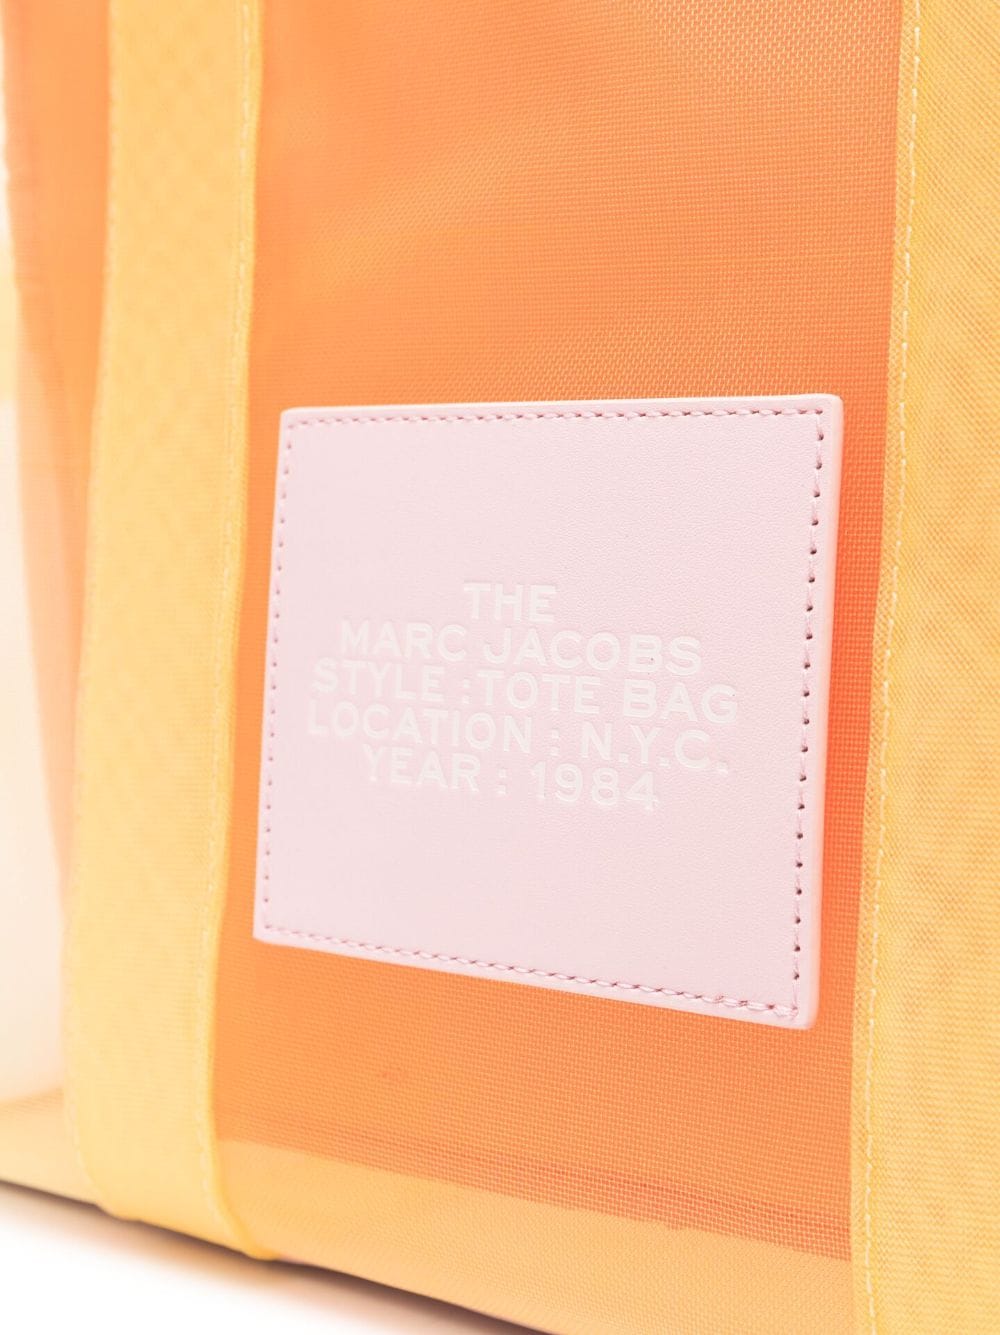 THE
MARC JACOBS
STYLE :TOTE BAG
LOCATION : N.Y.C.
YEAR : 1984